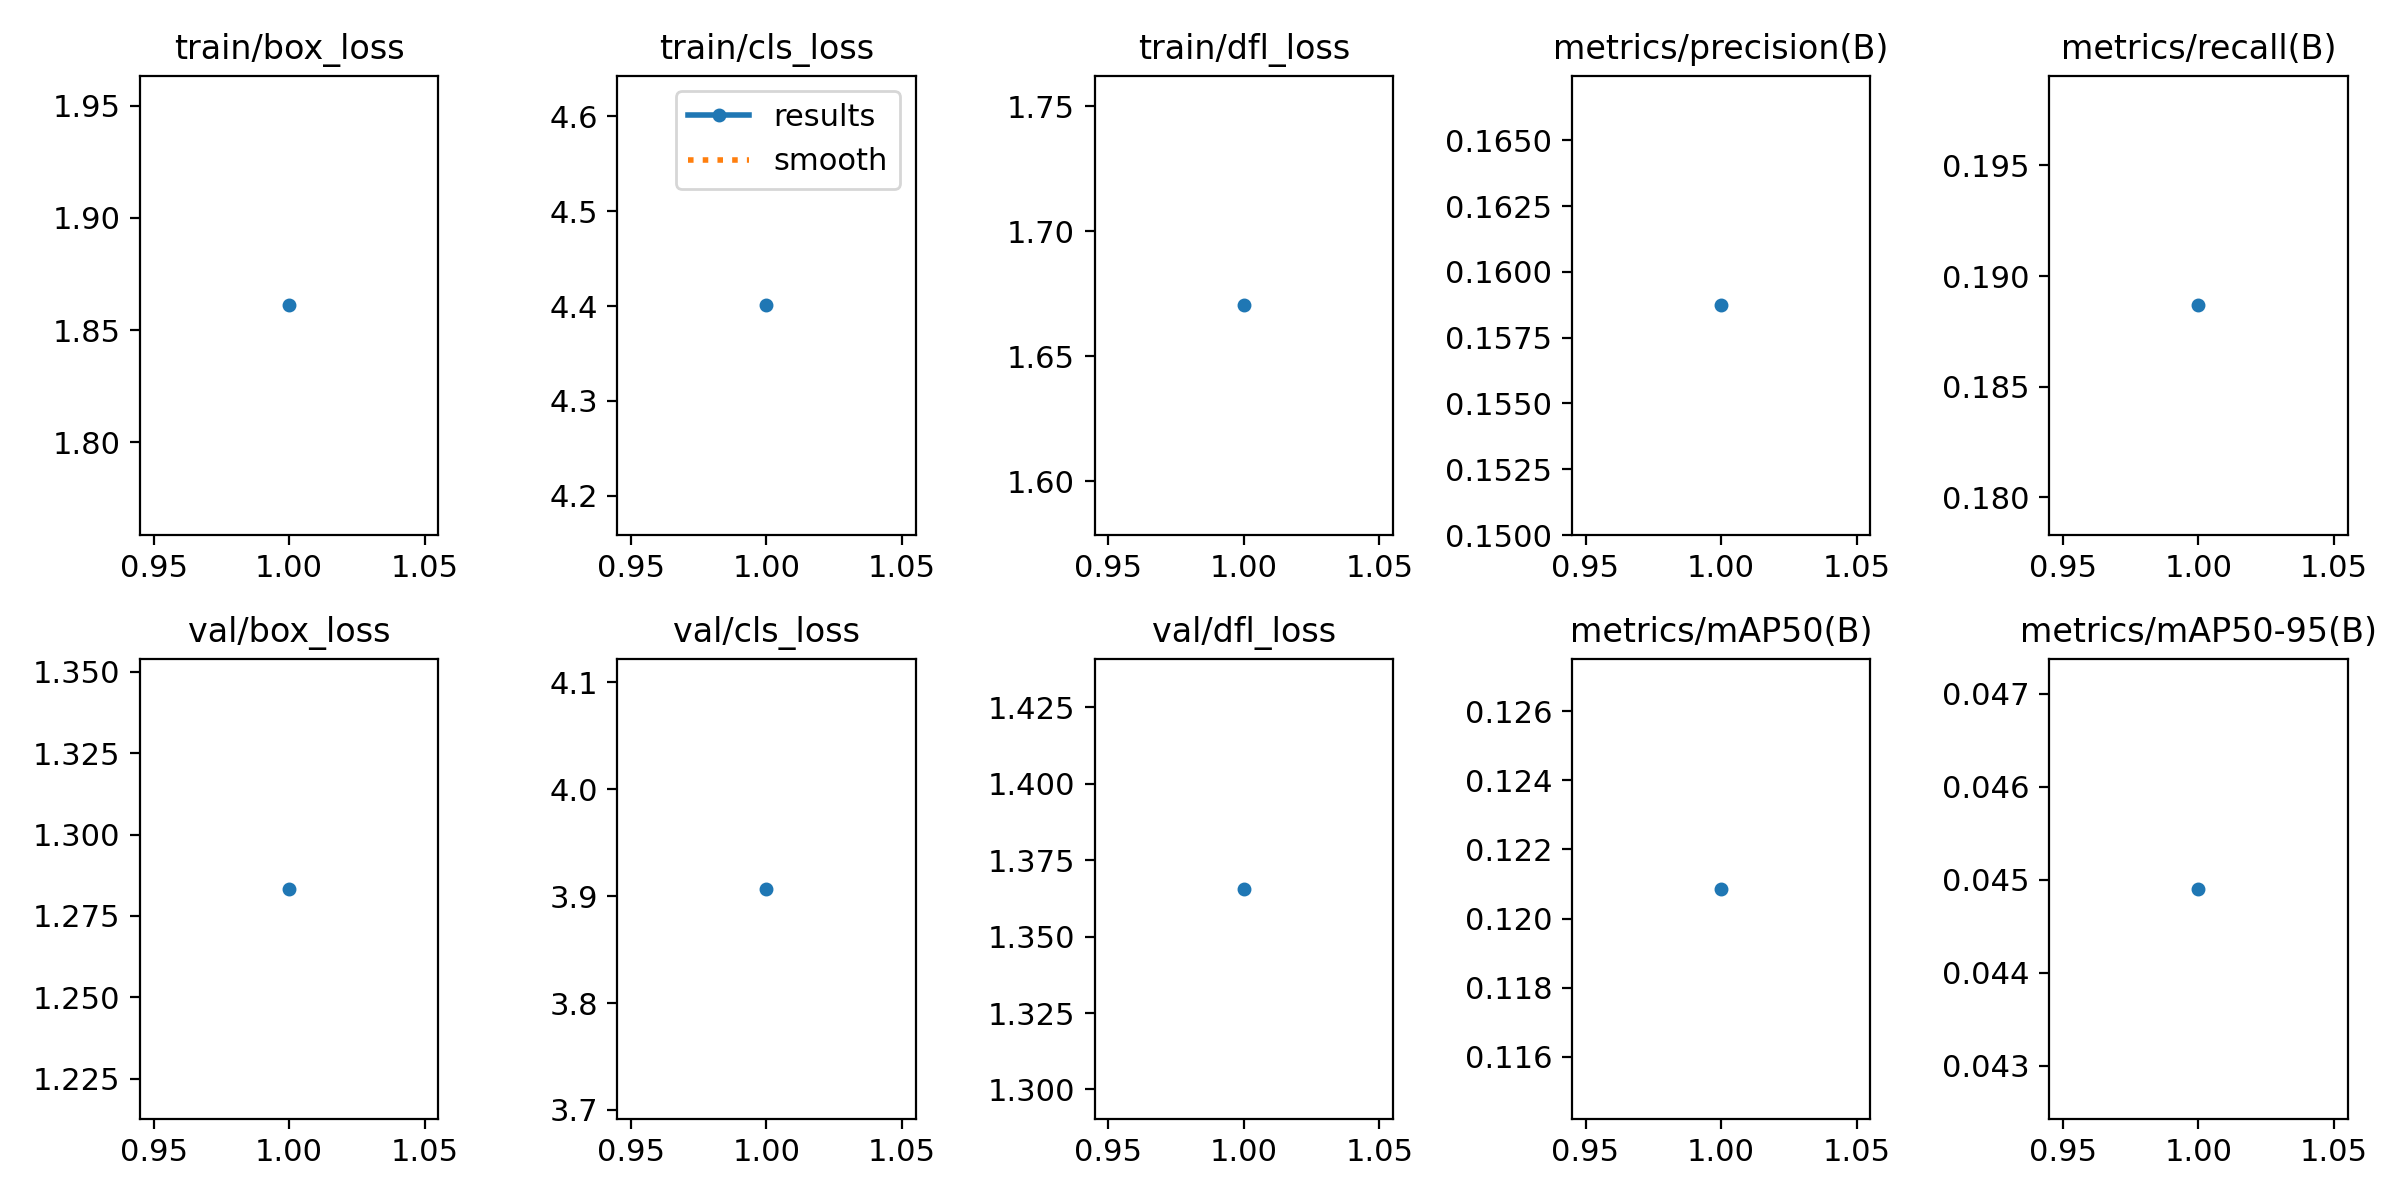 train/box_loss
1.95
1.90
1.85
1.80
0.95 1.00 1.05
train/cls_loss
results
smooth
4.6
4.5
4.4
4.3
4.2
0.95 1.00 1.05
train/dfl_loss
1.75
1.70
1.65
1.60
0.95 1.00 1.05
metrics/precision(B)
0.1650
0.1625
0.1600
0.1575
0.1550
0.1525
0.1500
0.95 1.00 1.05
metrics/recall(B)
0.195
0.190
0.185
0.180
0.95 1.00 1.05
val/box_loss
1.350
1.325
1.300
1.275
1.250
1.225
0.95 1.00 1.05
val/cls_loss
4.1
4.0
3.9
3.8
3.7
0.95 1.00 1.05
val/dfl_loss
1.425
1.400
1.375
1.350
1.325
1.300
0.95 1.00 1.05
metrics/mAP50(B)
0.126
0.124
0.122
0.120
0.118
0.116
0.95 1.00 1.05
metrics/mAP50-95(B)
0.047
0.046
0.045
0.044
0.043
0.95 1.00 1.05